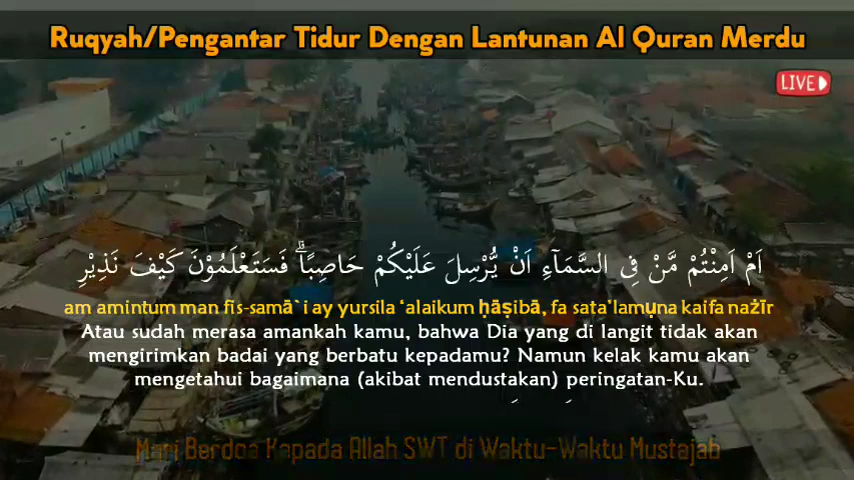 Ruqyah/Pengantar Tidur Dengan Lantunan Al Quran Merdu
LIVE
اَمْ اَمِنْتُمْ مَّنْ فِى السَّمَاۤءِ اَنْ يُّرْسِلَ عَلَيْكُمْ حَاصِبًاۗ فَسَتَعْلَمُوْنَ كَيْفَ نَذِيْرِ
am amintum man fis-samā`i ay yursila ‘alaikum ḥāṣibā, fa sata’lamụna kaifa nażīr
Atau sudah merasa amankah kamu, bahwa Dia yang di langit tidak akan
mengirimkan badai yang berbatu kepadamu? Namun kelak kamu akan
mengetahui bagaimana (akibat mendustakan) peringatan-Ku.
Mari Berdoa Kepada Allah SWT di Waktu-Waktu Mustajab